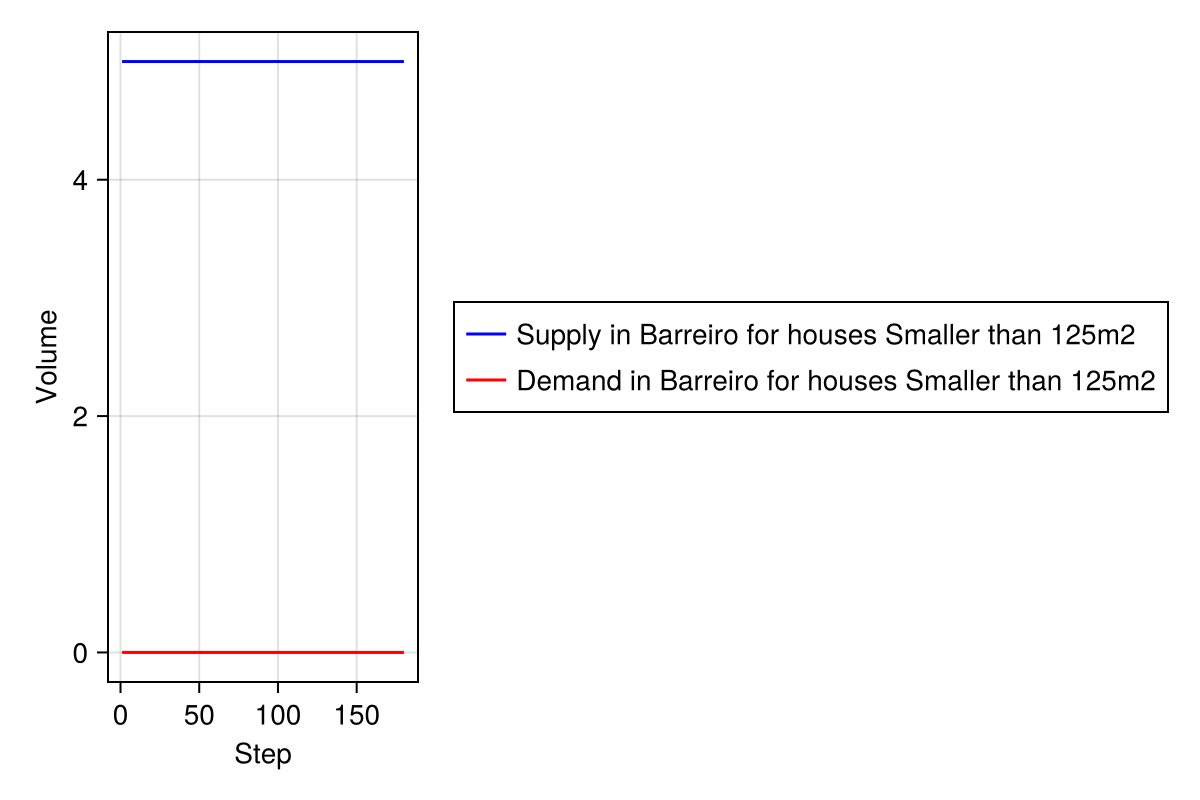 4
2
0
Volume
0 50 100 150
Step
Supply in Barreiro for houses Smaller than 125m2
Demand in Barreiro for houses Smaller than 125m2